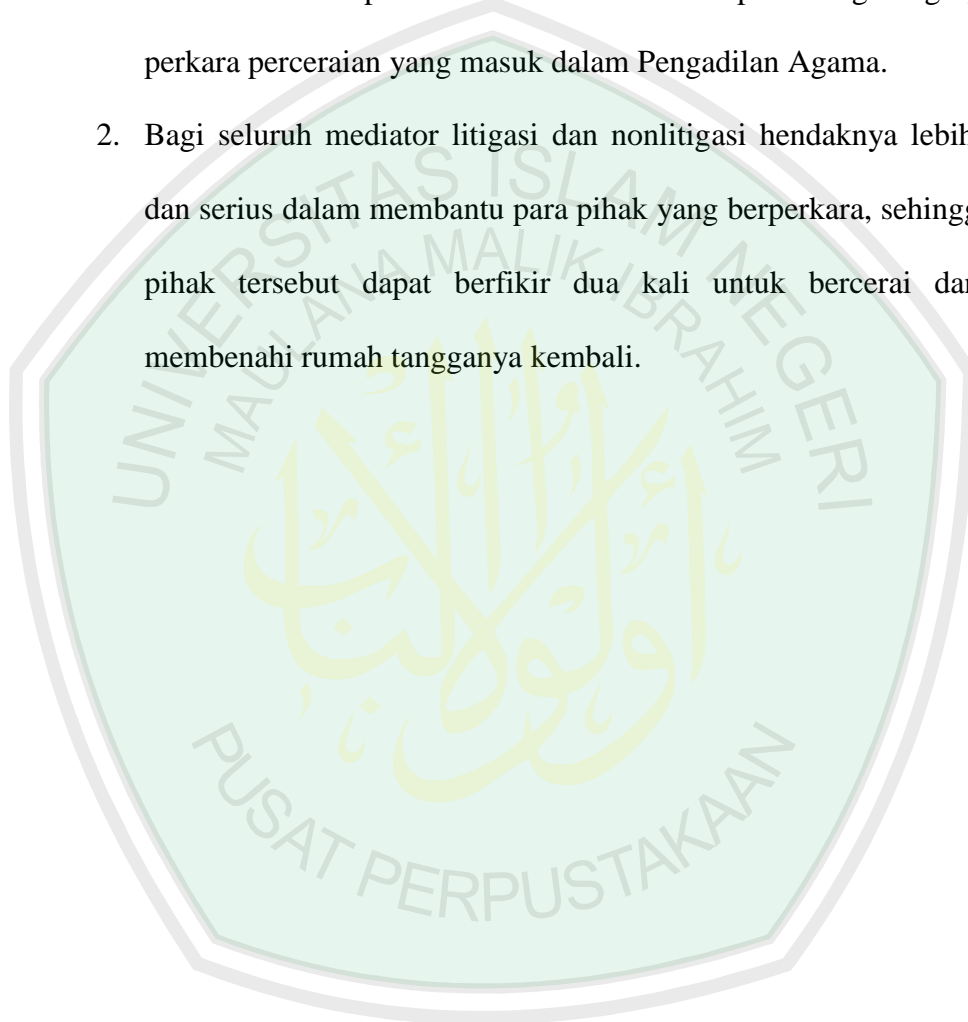 perkara perceraian yang masuk dalam Pengadilan Agama.
2. Bagi seluruh mediator litigasi dan nonlitigasi hendaknya lebih
dan serius dalam membantu para pihak yang berperkara, sehingg
pihak tersebut dapat berfikir dua kali untuk bercerai dar
membenahi rumah tangganya kembali.
UNIVERSITAS ISLAM NEGERI
MAULANA MALIK IBRAHIM
PUSAT PERPUSTAKAAN